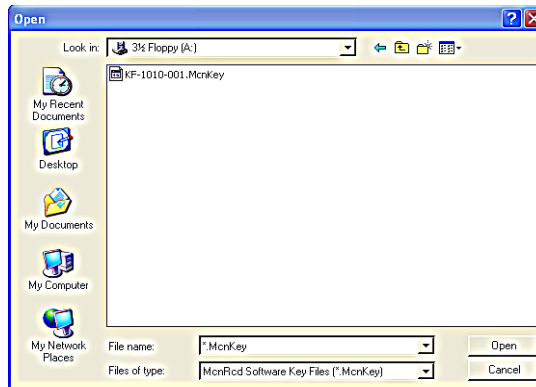 Open
Look in: 3½ Floppy (A:)
KF-1010-001.McnKey
My Recent
Documents
Desktop
My Documents
My Computer
My Network
Places
File name: *.McnKey Open
Files of type: McnRcd Software Key Files (*.McnKey) Cancel